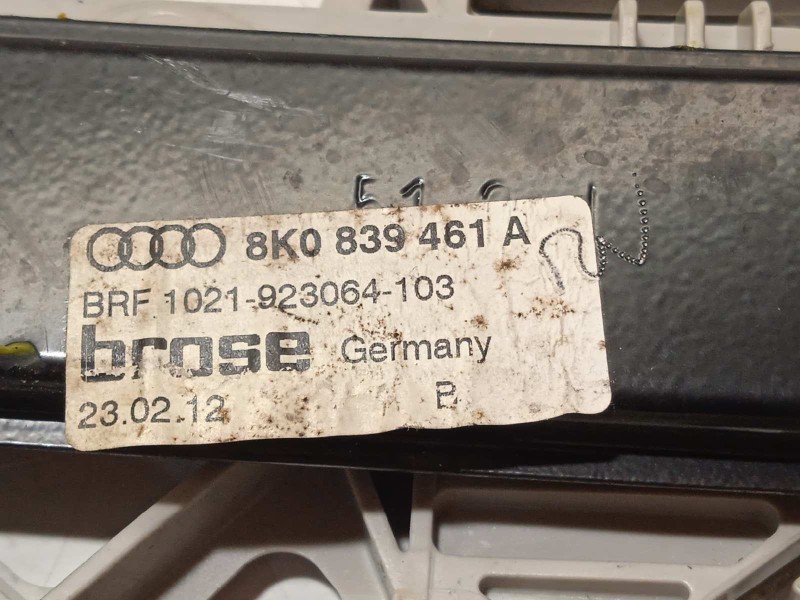 8K0 839 461 A
BRF 1021-923064-103
brose Germany
23.02.12